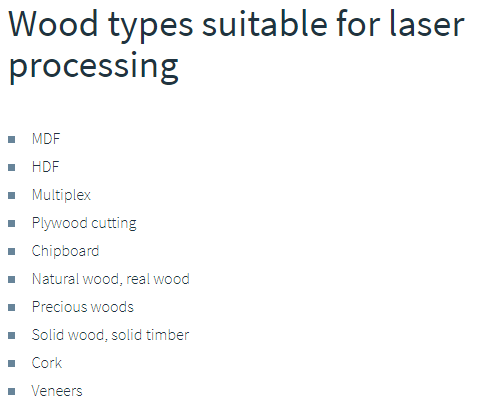 Wood types suitable for laser
processing
MDF
HDF
Multiplex
Plywood cutting
Chipboard
Natural wood, real wood
Precious woods
Solid wood, solid timber
Cork
Veneers